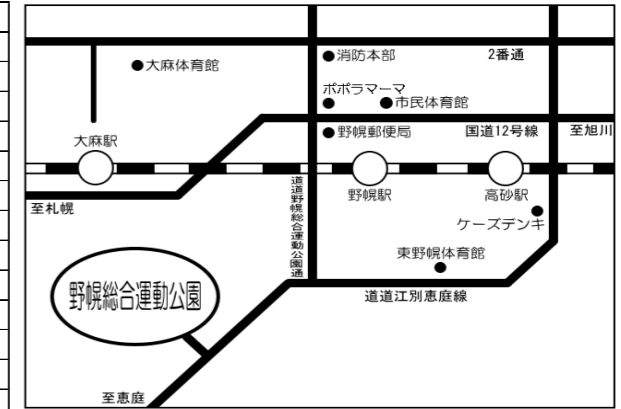 消防本部
2番通
大麻体育館
ポポラマーマ
市民体育館
大麻駅
野幌郵便局
国道12号線
至旭川
野幌駅
高砂駅
至札幌
道道野幌総合運動公園通
ケーズデンキ
東野幌体育館
野幌総合運動公園
道道江別恵庭線
至恵庭